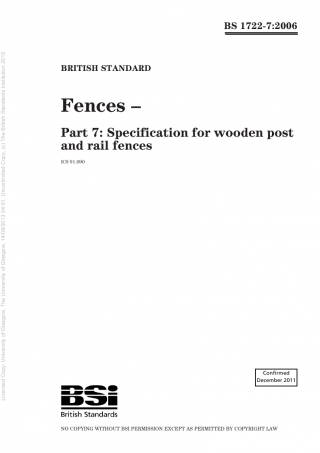 BS 1722-7:2006
BRITISH STANDARD
Fences –
Part 7: Specification for wooden post
and rail fences
ICS 91.090
Licensed Copy: University of Glasgow, The University of Glasgow, 14/03/2013 04:51, Uncontrolled Copy, (c) The British Standards Institution 2013
Confirmed
December 2011
BSi
British Standards
NO COPYING WITHOUT BSI PERMISSION EXCEPT AS PERMITTED BY COPYRIGHT LAW